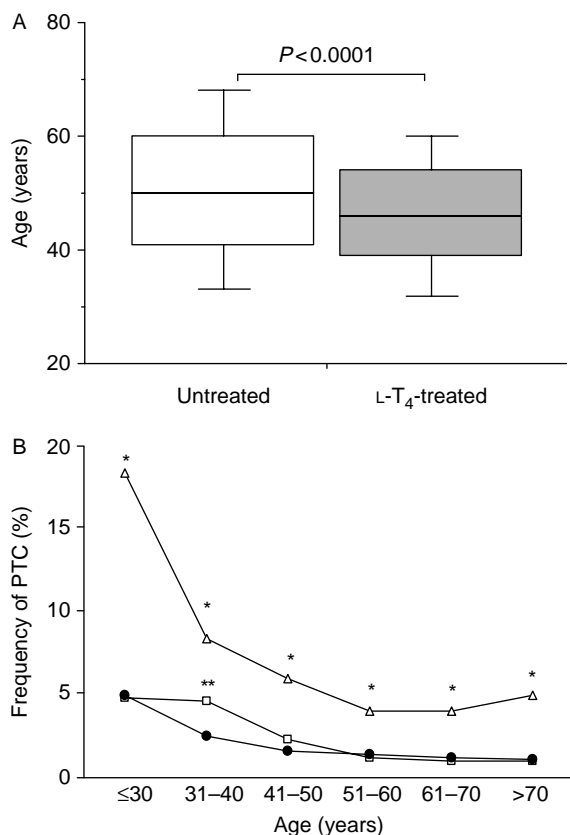 A
80
P<0.0001
60
Age (years)
40
20
Untreated
L-T4-treated
B
20
*
15
Frequency of PTC (%)
10
*
*
*
*
*
**
5
0
≤30
31–40
41–50
51–60
61–70
>70
Age (years)